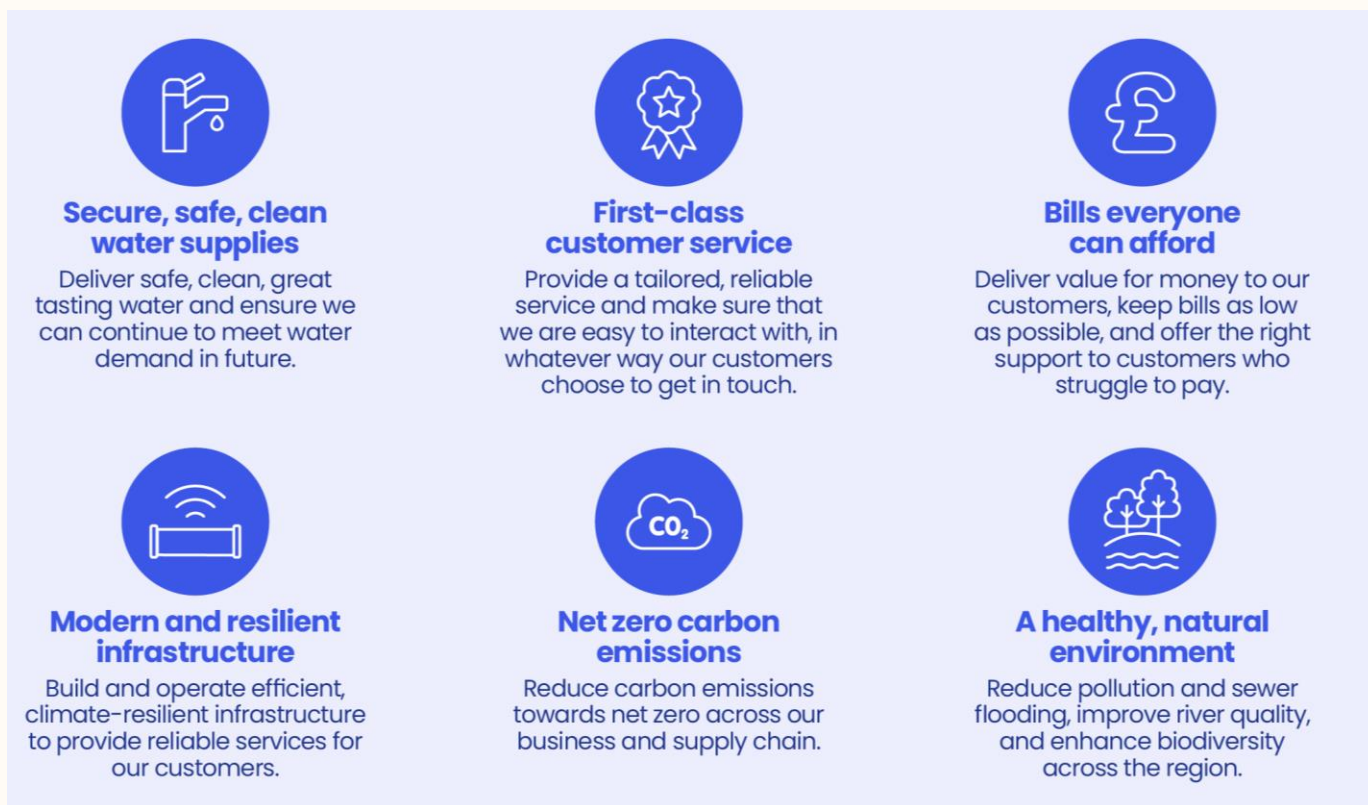 Secure, safe, clean
water supplies
Deliver safe, clean, great
tasting water and ensure we
can continue to meet water
demand in future.
First-class
customer service
Provide a tailored, reliable
service and make sure that
we are easy to interact with, in
whatever way our customers
choose to get in touch.
Bills everyone
can afford
Deliver value for money to our
customers, keep bills as low
as possible, and offer the right
support to customers who
struggle to pay.
Modern and resilient
infrastructure
Build and operate efficient,
climate-resilient infrastructure
to provide reliable services for
our customers.
CO₂
Net zero carbon
emissions
Reduce carbon emissions
towards net zero across our
business and supply chain.
A healthy, natural
environment
Reduce pollution and sewer
flooding, improve river quality,
and enhance biodiversity
across the region.